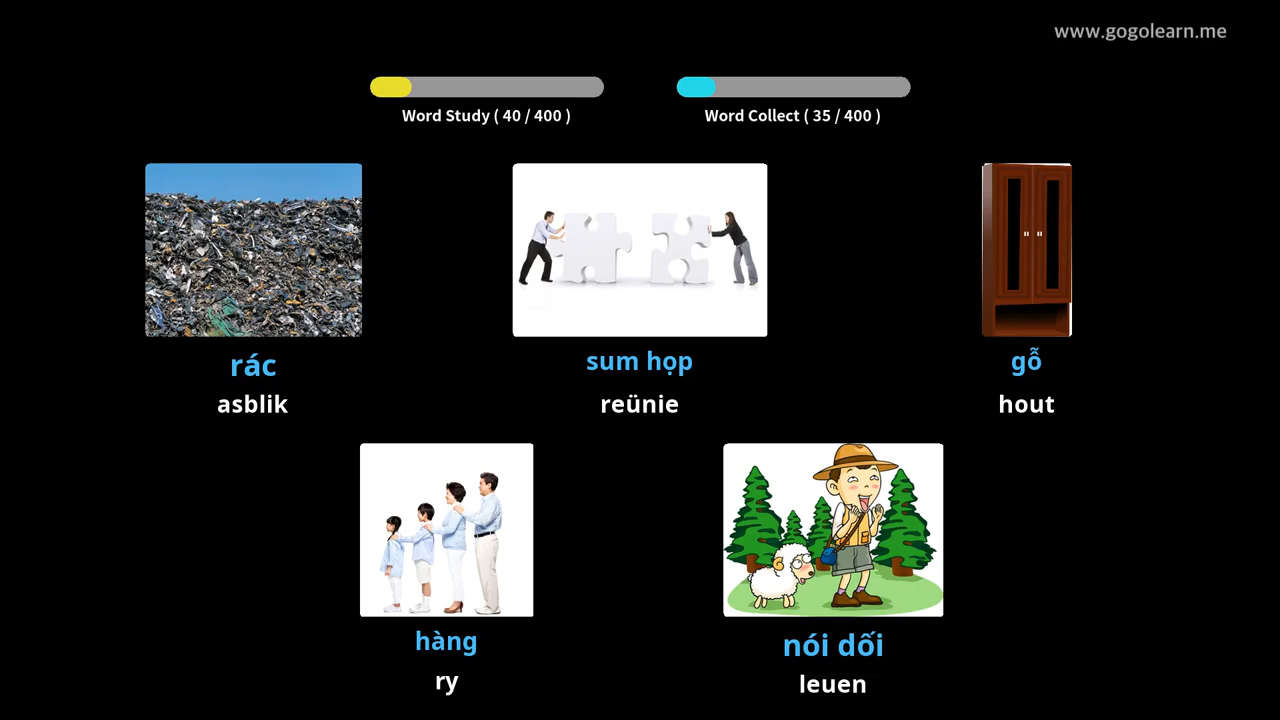 www.gogolearn.me
Word Study ( 40 / 400 )
Word Collect ( 35 / 400 )
rác
asblik
sum họp
reünie
gỗ
hout
hàng
ry
nói dối
leuen